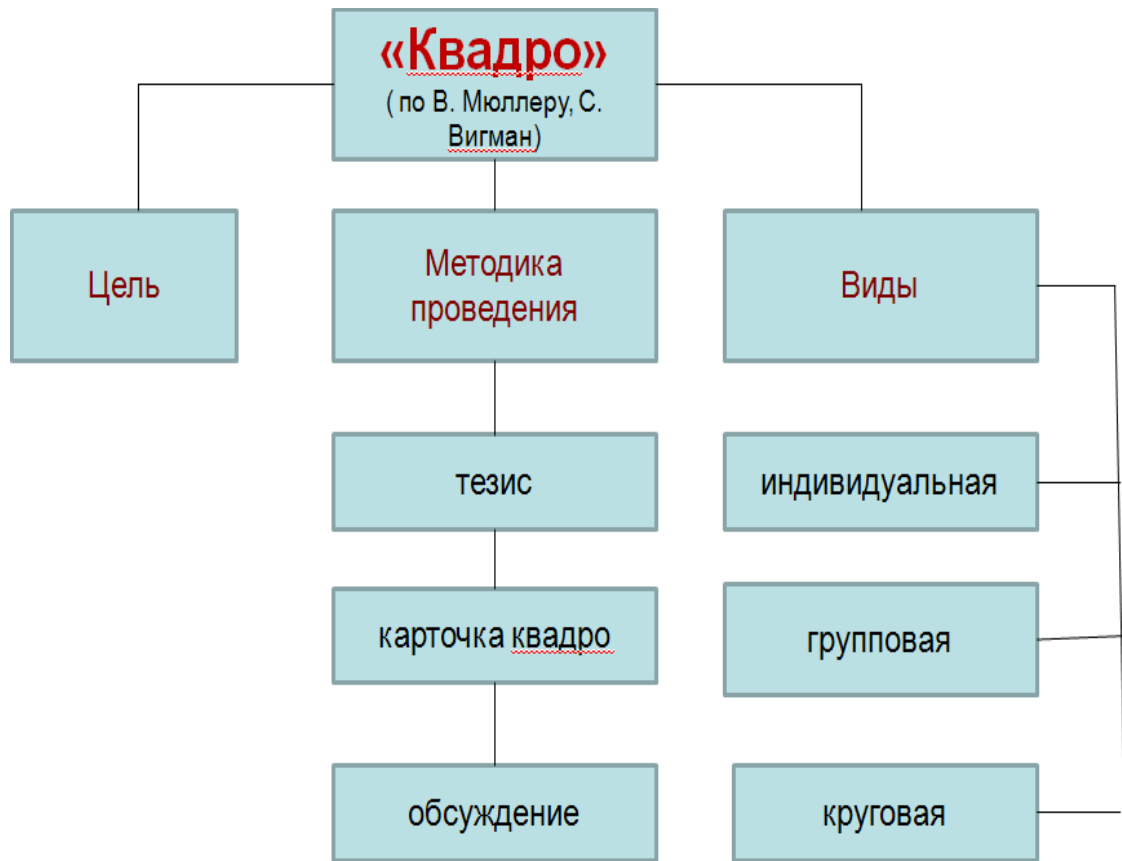 «Квадро»
( по В. Мюллеру, С.
Вигман)
Цель
Методика
проведения
Виды
тезис
индивидуальная
карточка квадро
групповая
обсуждение
круговая